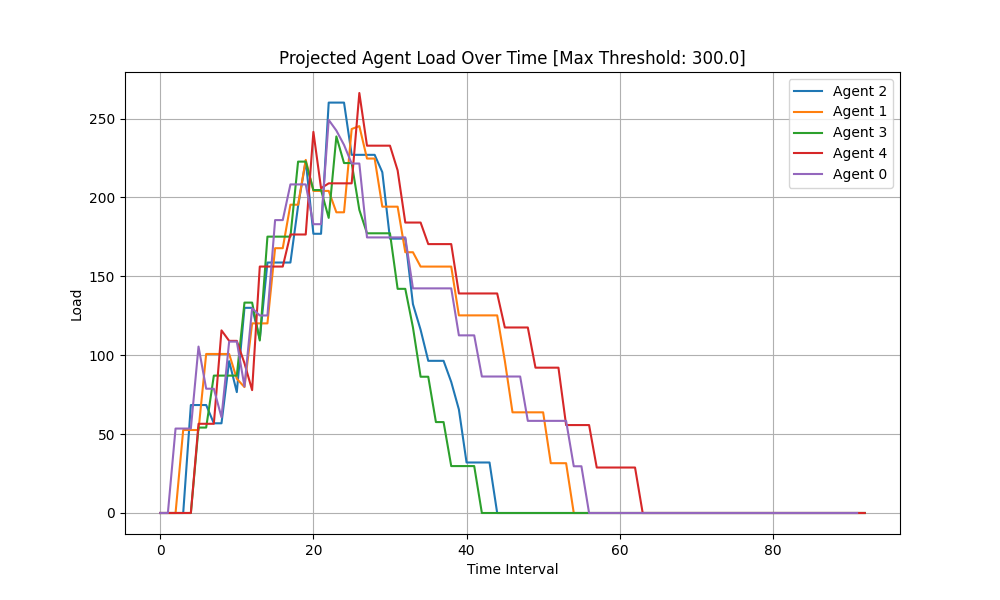 Projected Agent Load Over Time [Max Threshold: 300.0]
Agent 2
Agent 1
Agent 3
Agent 4
Agent 0
250
200
150
100
50
0
Load
0 20 40 60 80
Time Interval